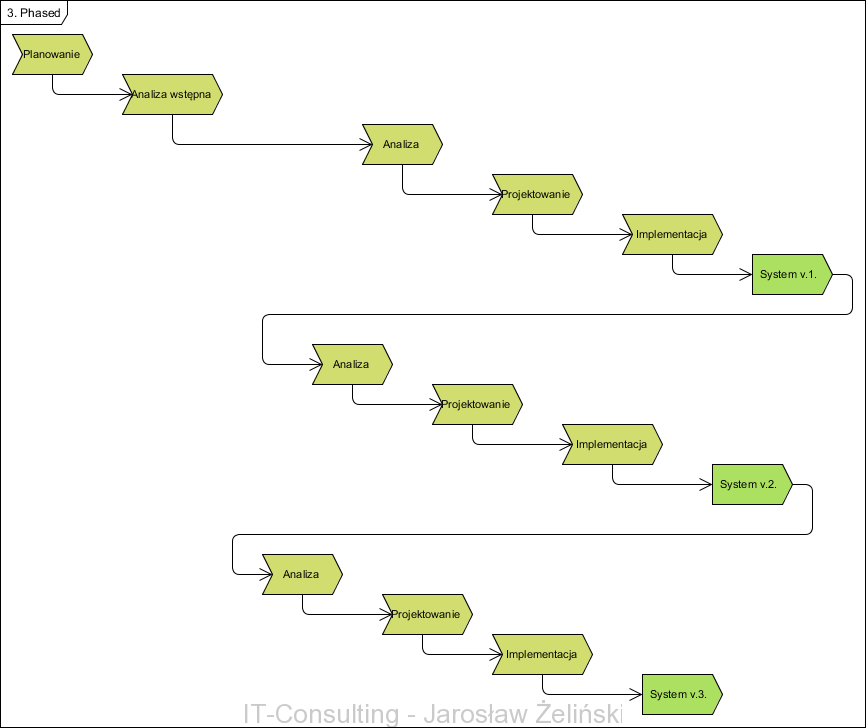 3. Phased
Planowanie
Analiza wstępna
Analiza
Projektowanie
Implementacja
System v.1.
Analiza
Projektowanie
Implementacja
System v.2.
Analiza
Projektowanie
Implementacja
System v.3.
IT-Consulting - Jarosław Żeliński